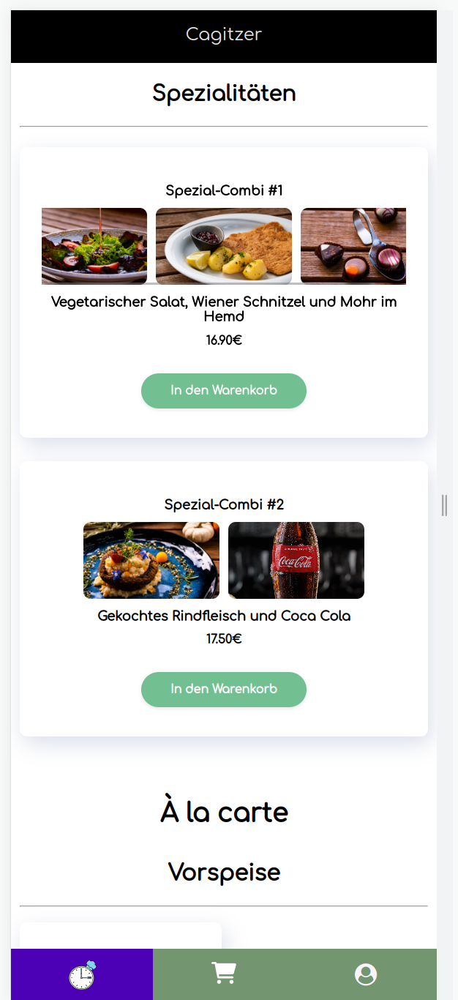 Cagitzer
Spezialitäten
Spezial-Combi #1
Vegetarischer Salat, Wiener Schnitzel und Mohr im
Hemd
16.90€
In den Warenkorb
Spezial-Combi #2
Coca-Cola
Gekochtes Rindfleisch und Coca Cola
17.50€
In den Warenkorb
À la carte
Vorspeise